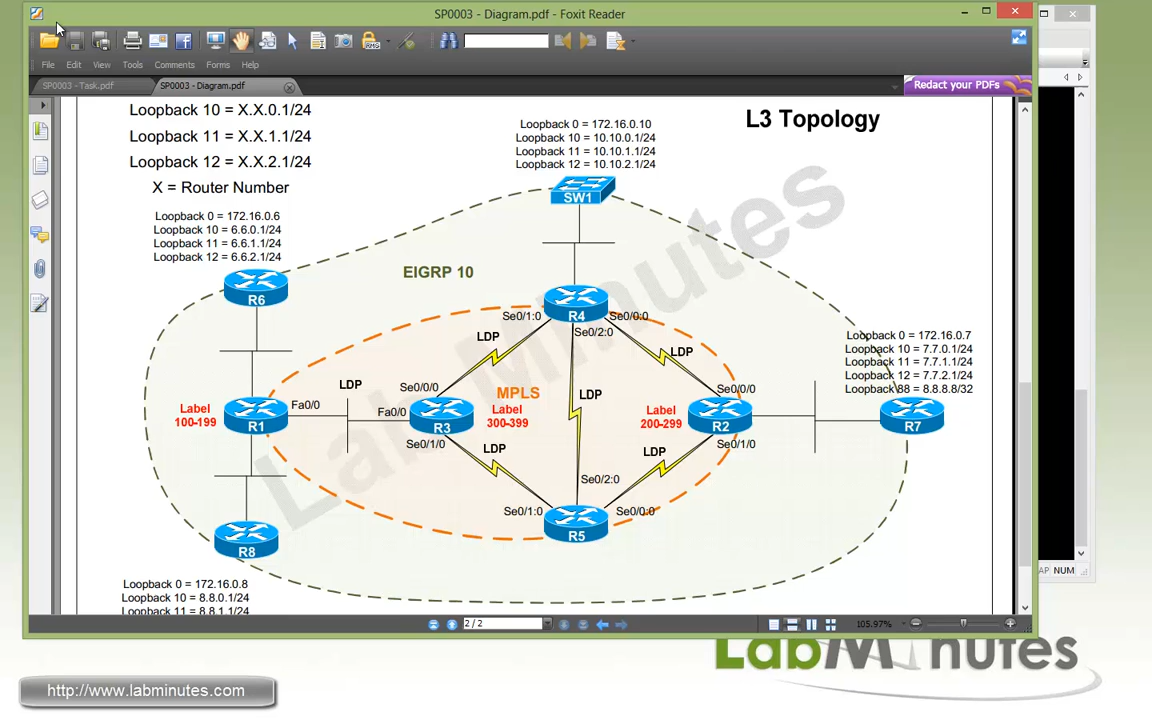 SP0003 - Diagram.pdf - Foxit Reader
File Edit View Tools Comments Forms Help
SP0003 - Task.pdf
SP0003 - Diagram.pdf
Redact your PDFs
Loopback 10 = X.X.0.1/24
Loopback 11 = X.X.1.1/24
Loopback 12 = X.X.2.1/24
X = Router Number
L3 Topology
Loopback 0 = 172.16.0.10
Loopback 10 = 10.10.0.1/24
Loopback 11 = 10.10.1.1/24
Loopback 12 = 10.10.2.1/24
SW1
Loopback 0 = 172.16.0.6
Loopback 10 = 6.6.0.1/24
Loopback 11 = 6.6.1.1/24
Loopback 12 = 6.6.2.1/24
R6
EIGRP 10
R4
Se0/1:0
Se0/0:0
Se0/2:0
LDP
LDP
Loopback 0 = 172.16.0.7
Loopback 10 = 7.7.0.1/24
Loopback 11 = 7.7.1.1/24
Loopback 12 = 7.7.2.1/24
Loopback 88 = 8.8.8.8/32
Label
100-199
R1
Fa0/0
LDP
Fa0/0
Se0/0/0
R3
Se0/1/0
MPLS
Label
300-399
LDP
Label
200-299
Se0/0/0
R2
Se0/1/0
R7
LDP
LDP
Se0/2:0
Se0/1:0
Se0/0:0
R5
R8
Loopback 0 = 172.16.0.8
Loopback 10 = 8.8.0.1/24
Loopback 11 = 8.8.1.1/24
Lab Minutes
2 / 2
105.97%
AP NUM
LabMinutes
http://www.labminutes.com